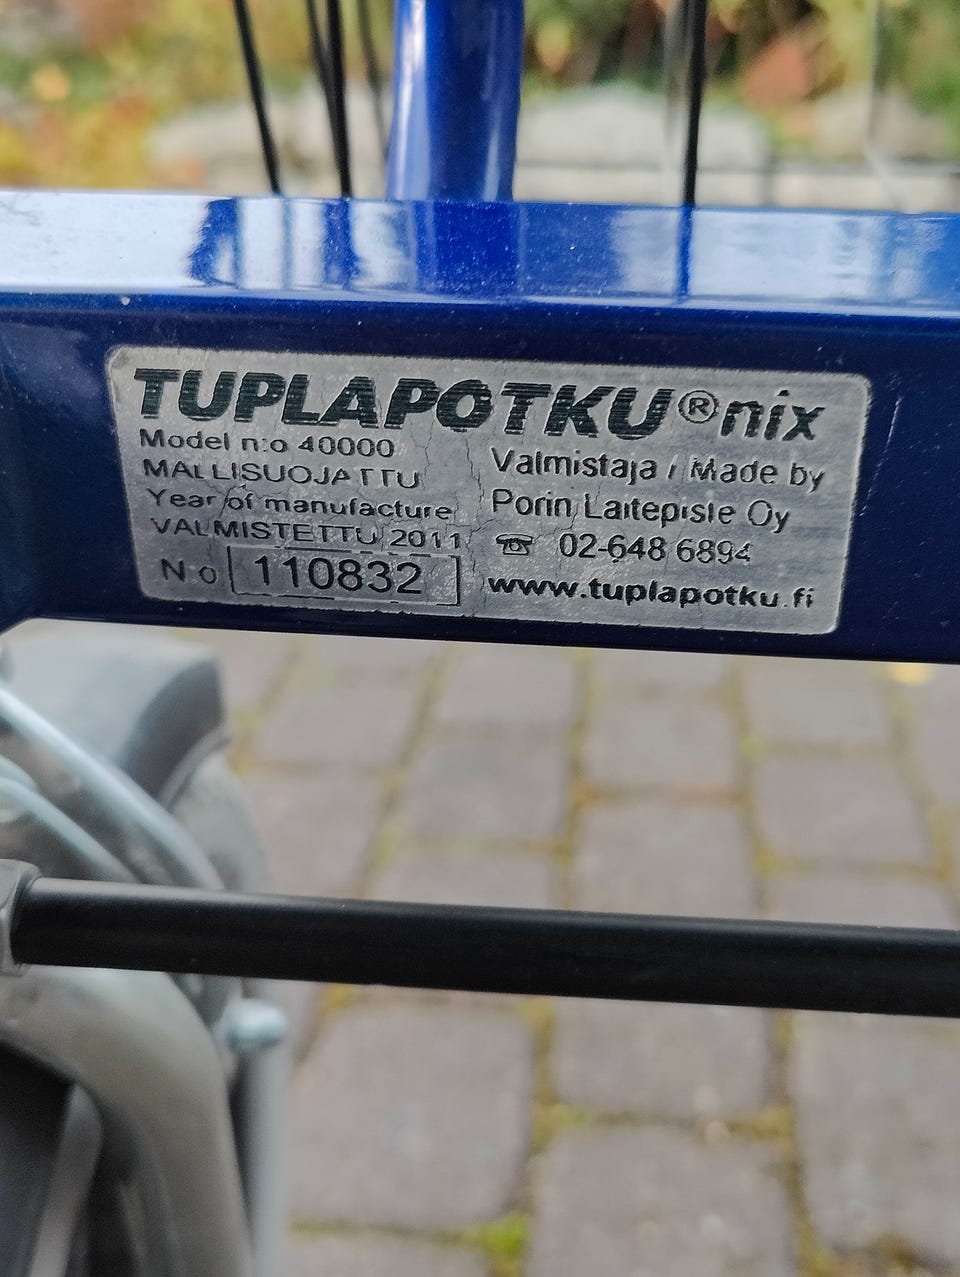 TUPLAPOTKU®nix
Model n:o 40000
MALLISUOJATTU
Year of manufacture
VALMISTETTU 2011
No 110832
Valmistaja / Made by
Porin Laitepiste Oy
☎ 02-648 6894
www.tuplapotku.fi